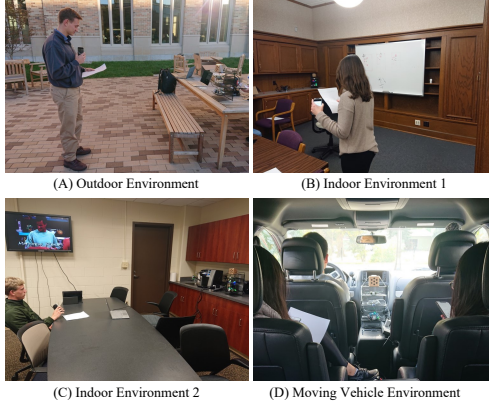 (A) Outdoor Environment
(B) Indoor Environment 1
(C) Indoor Environment 2
(D) Moving Vehicle Environment